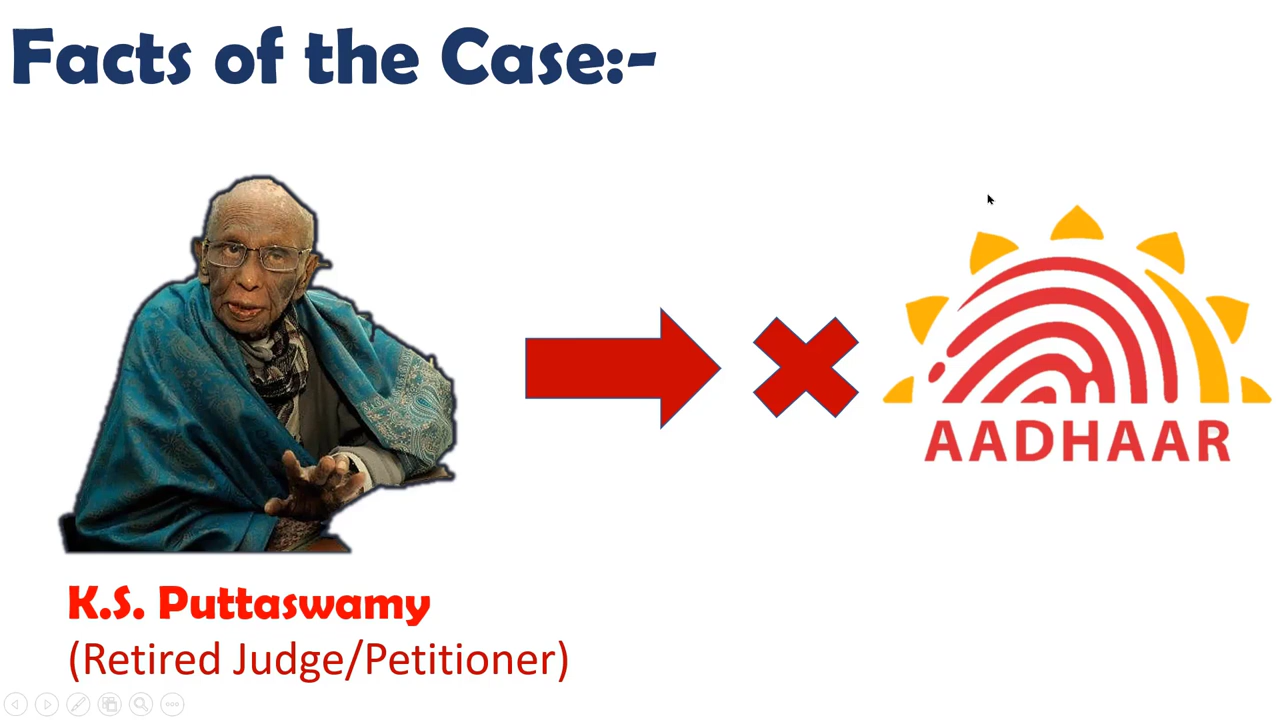 Facts of the Case:-
AADHAAR
K.S. Puttaswamy
(Retired Judge/Petitioner)